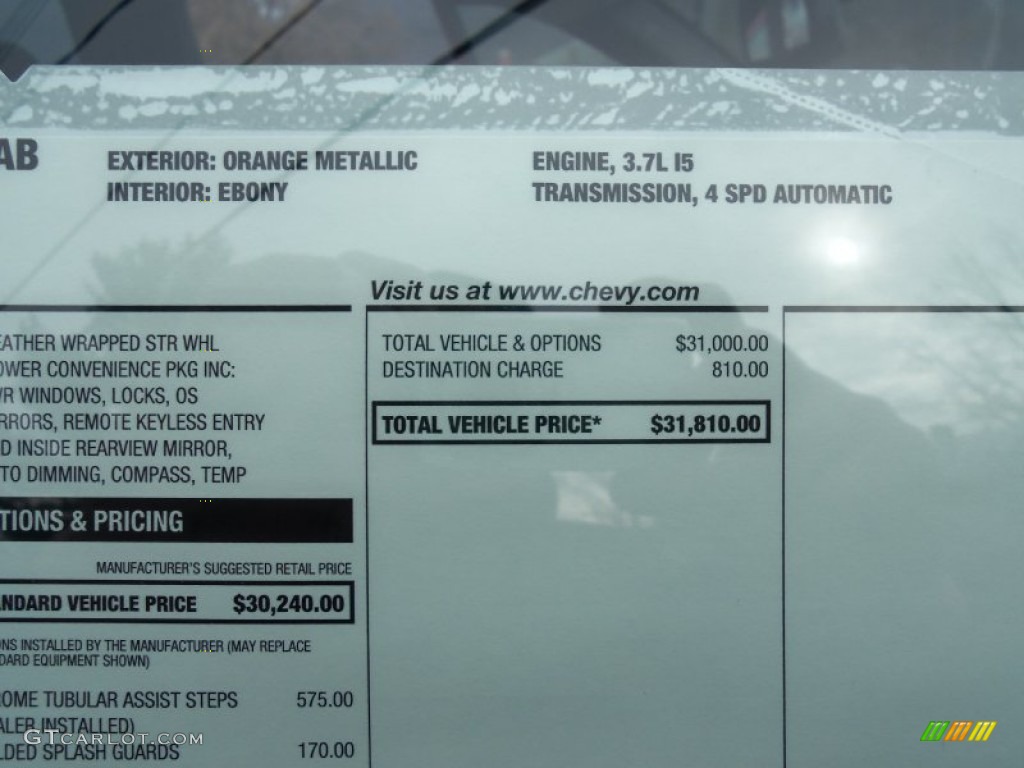 AB
EXTERIOR: ORANGE METALLIC
INTERIOR: EBONY
ENGINE, 3.7L I5
TRANSMISSION, 4 SPD AUTOMATIC
Visit us at www.chevy.com
EATHER WRAPPED STR WHL
OWER CONVENIENCE PKG INC:
WR WINDOWS, LOCKS, OS
RRORS, REMOTE KEYLESS ENTRY
D INSIDE REARVIEW MIRROR,
TO DIMMING, COMPASS, TEMP
TIONS & PRICING
MANUFACTURER'S SUGGESTED RETAIL PRICE
NDARD VEHICLE PRICE $30,240.00
NS INSTALLED BY THE MANUFACTURER (MAY REPLACE
DARD EQUIPMENT SHOWN)
ROME TUBULAR ASSIST STEPS 575.00
ALER INSTALLED)
LDED SPLASH GUARDS 170.00
TOTAL VEHICLE & OPTIONS $31,000.00
DESTINATION CHARGE 810.00
TOTAL VEHICLE PRICE* $31,810.00
GTCARLOT.COM